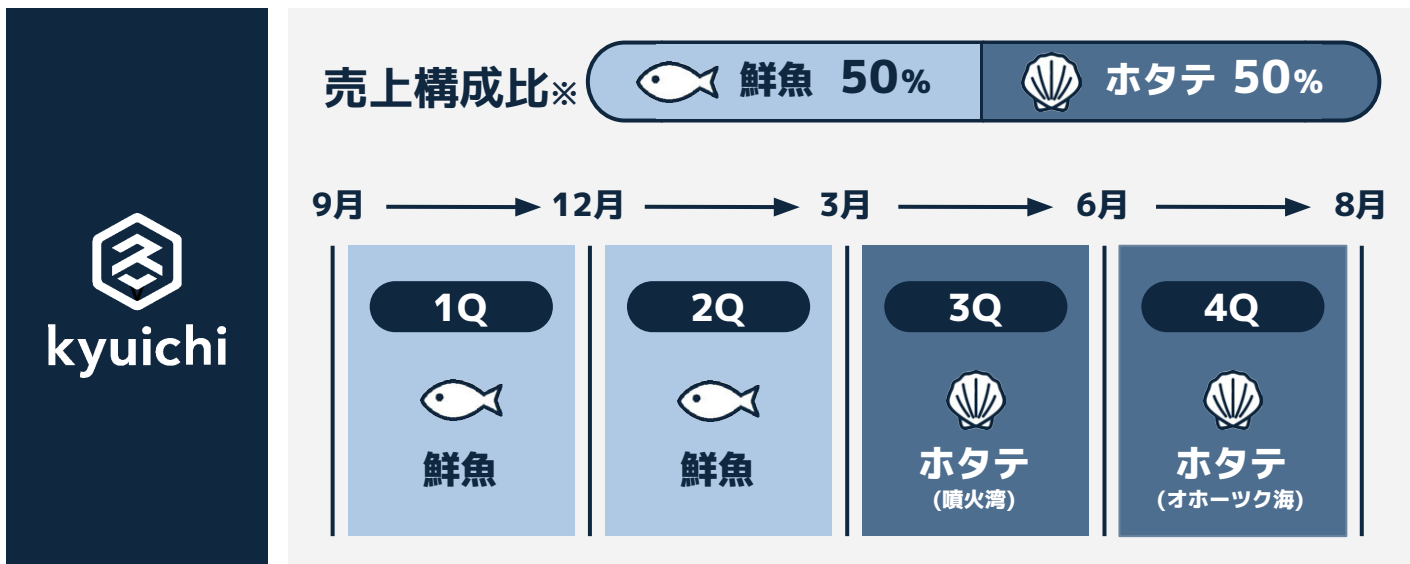 kyuichi
売上構成比※ 鮮魚 50% ホタテ 50%
9月 12月 3月 6月 8月
1Q 2Q 3Q 4Q
鮮魚 鮮魚 ホタテ ホタテ
(噴火湾) (オホーツク海)